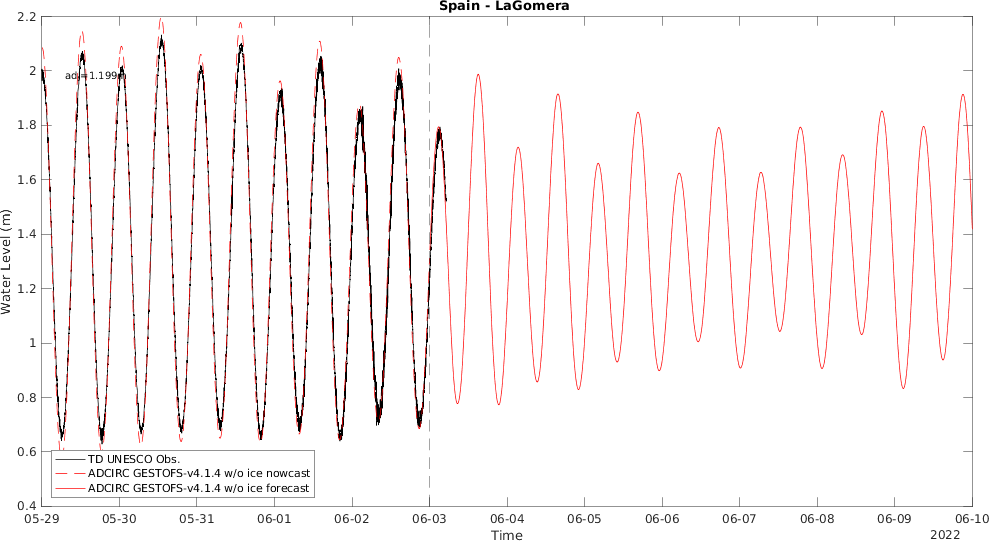 Spain - LaGomera
2.2
2
1.8
1.6
1.4
1.2
1
0.8
0.6
0.4
Water Level (m)
adj=1.199m
TD UNESCO Obs.
ADCIRC GESTOFS-v4.1.4 w/o ice nowcast
ADCIRC GESTOFS-v4.1.4 w/o ice forecast
05-29 05-30 05-31 06-01 06-02 06-03 06-04 06-05 06-06 06-07 06-08 06-09 06-10
Time
2022